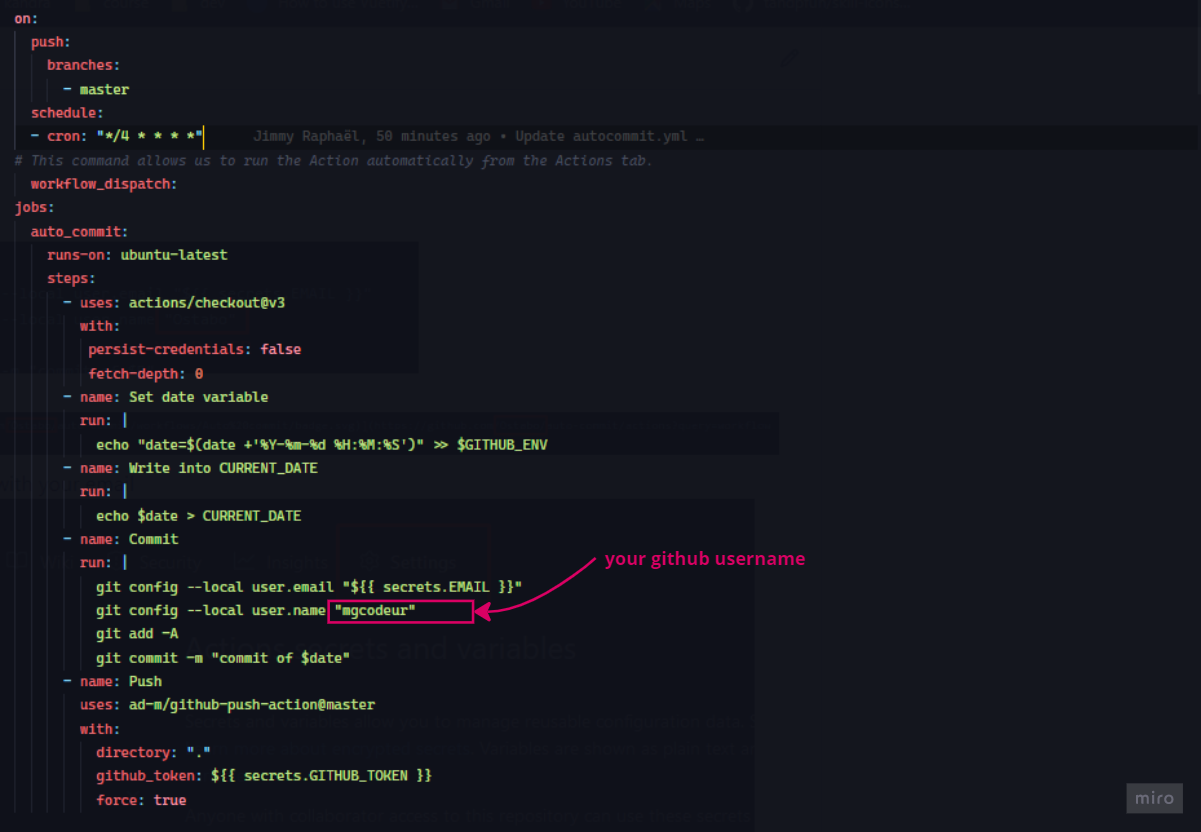 on:
push:
branches:
- master
schedule:
- cron: "*/4 * * * *" Jimmy Raphaël, 50 minutes ago • Update autocommit.yml …
# This command allows us to run the Action automatically from the Actions tab.
workflow_dispatch:
jobs:
auto_commit:
runs-on: ubuntu-latest
steps:
- uses: actions/checkout@v3
with:
persist-credentials: false
fetch-depth: 0
- name: Set date variable
run: |
echo "date=$(date +'%Y-%m-%d %H:%M:%S')" >> $GITHUB_ENV
- name: Write into CURRENT_DATE
run: |
echo $date > CURRENT_DATE
- name: Commit
run: |
git config --local user.email "${{ secrets.EMAIL }}"
git config --local user.name "mgcodeur"
your github username
git add -A
git commit -m "commit of $date"
- name: Push
uses: ad-m/github-push-action@master
with:
directory: "."
github_token: ${{ secrets.GITHUB_TOKEN }}
force: true
miro